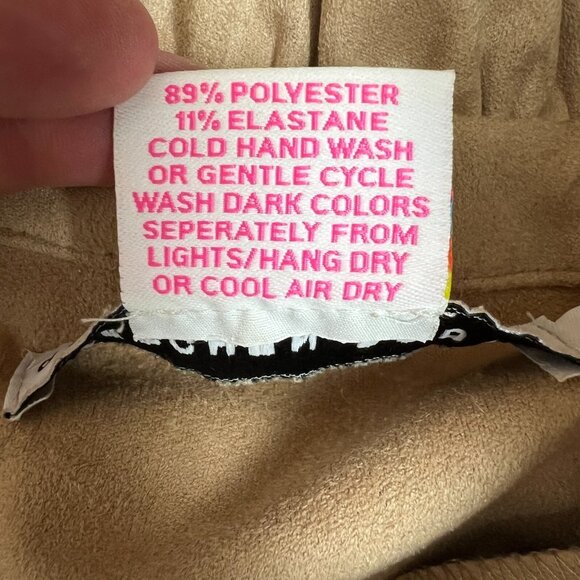 89% POLYESTER
11% ELASTANE
COLD HAND WASH
OR GENTLE CYCLE
WASH DARK COLORS
SEPERATELY FROM
LIGHTS/HANG DRY
OR COOL AIR DRY